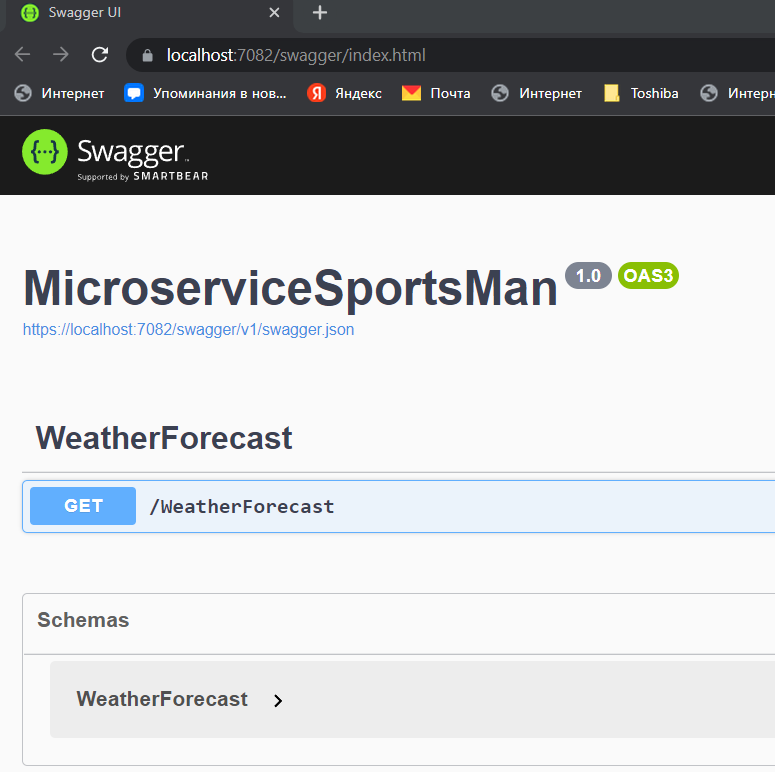 Swagger UI
localhost:7082/swagger/index.html
Интернет Упоминания в нов... Яндекс Почта Интернет Toshiba Интерн
Swagger™
Supported by SMARTBEAR
MicroserviceSportsMan 1.0 OAS3
https://localhost:7082/swagger/v1/swagger.json
WeatherForecast
GET /WeatherForecast
Schemas
WeatherForecast